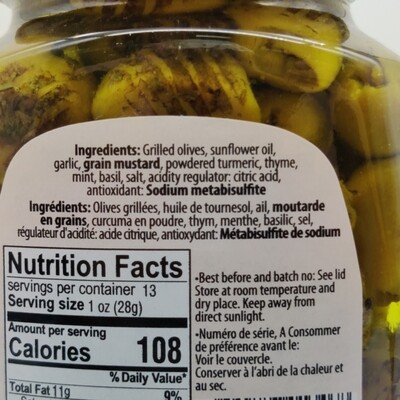 Ingredients: Grilled olives, sunflower oil,
garlic, grain mustard, powdered turmeric, thyme,
mint, basil, salt, acidity regulator: citric acid,
antioxidant: Sodium metabisulfite
Ingrédients: Olives grillées, huile de tournesol, ail, moutarde
en grains, curcuma en poudre, thym, menthe, basilic, sel,
régulateur d'acidité: acide citrique, antioxydant: Métabisulfite de sodium
Nutrition Facts
servings per container 13
Serving size 1 oz (28g)
Amount per serving
Calories 108
% Daily Value*
Total Fat 11g 9%
•Best before and batch no: See lid
Store at room temperature and
dry place. Keep away from
direct sunlight.
•Numéro de série, A Consommer
de préférence avant le:
Voir le couvercle.
Conserver à l'abri de la chaleur et
au sec.